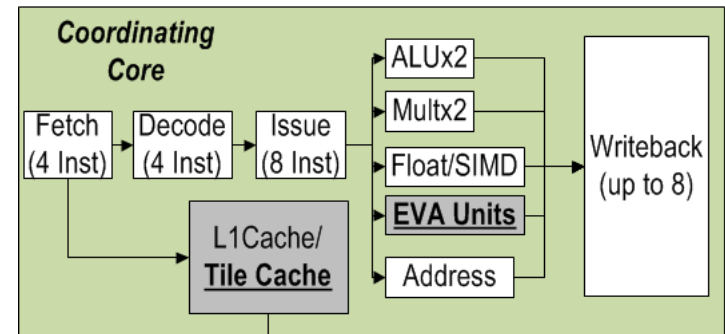 Coordinating
Core
Fetch
(4 Inst)
Decode
(4 Inst)
Issue
(8 Inst)
ALUx2
Multx2
Float/SIMD
EVA Units
Address
Writeback
(up to 8)
L1Cache/
Tile Cache